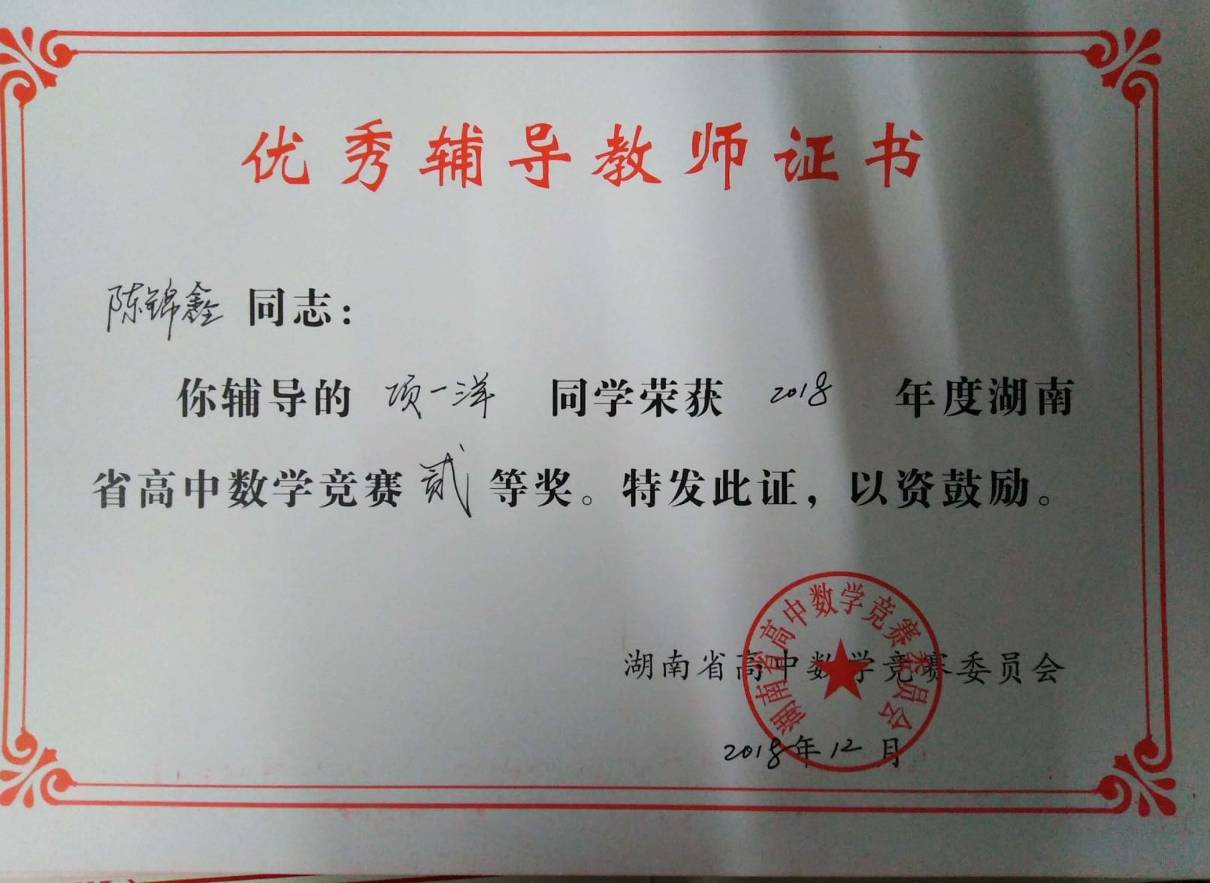 优秀辅导教师证书
陈锦鑫 同志：
你辅导的 项一洋 同学荣获 2018 年度湖南
省高中数学竞赛 贰 等奖。特发此证，以资鼓励。
湖南省高中数学竞赛委员会
湖南省高中数学竞赛委员会
2018年12月